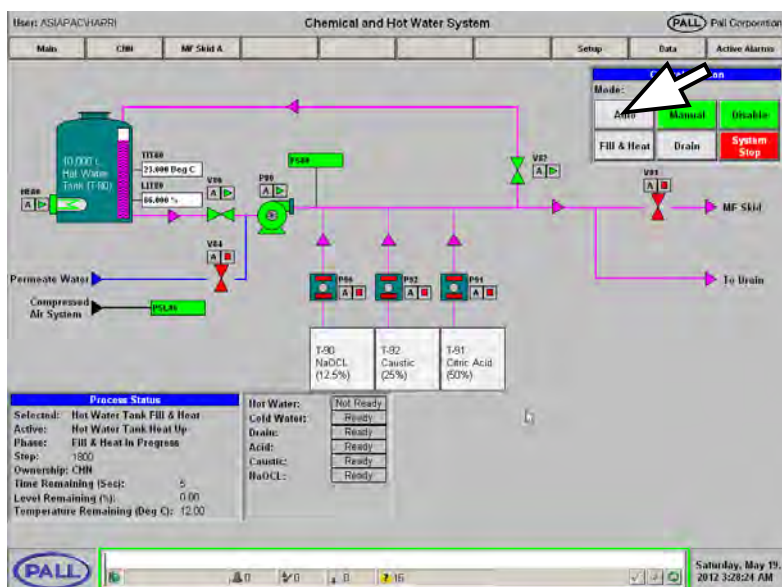 User: ASIAPAC\HARRI
Chemical and Hot Water System
PALL Pall Corporation
Main CHN MF Skid A Setup Data Active Alarms
Mode:
Auto Manual Disable
Fill & Heat Drain System Stop
10,000 L
Hot Water
Tank (T-90)
TIT80
23.000 Deg C
LIT80
86.000 %
HE80
A
V86
A
P80
A
PS80
V82
A
V81
A
MF Skid
V84
A
Permeate Water
Compressed
Air System
PSL86
To Drain
P90
A
P92
A
P91
A
T-90
NaOCL
(12.5%)
T-92
Caustic
(25%)
T-91
Citric Acid
(50%)
Process Status
Selected: Hot Water Tank Fill & Heat
Active: Hot Water Tank Heat Up
Phase: Fill & Heat In Progress
Step: 1800
Ownership: CHN
Time Remaining (Sec): 5
Level Remaining (%): 0.00
Temperature Remaining (Deg C): 12.00
Hot Water: Not Ready
Cold Water: Ready
Drain: Ready
Acid: Ready
Caustic: Ready
NaOCL: Ready
PALL
0 0 0 16
Saturday, May 19
2012 3:28:24 AM